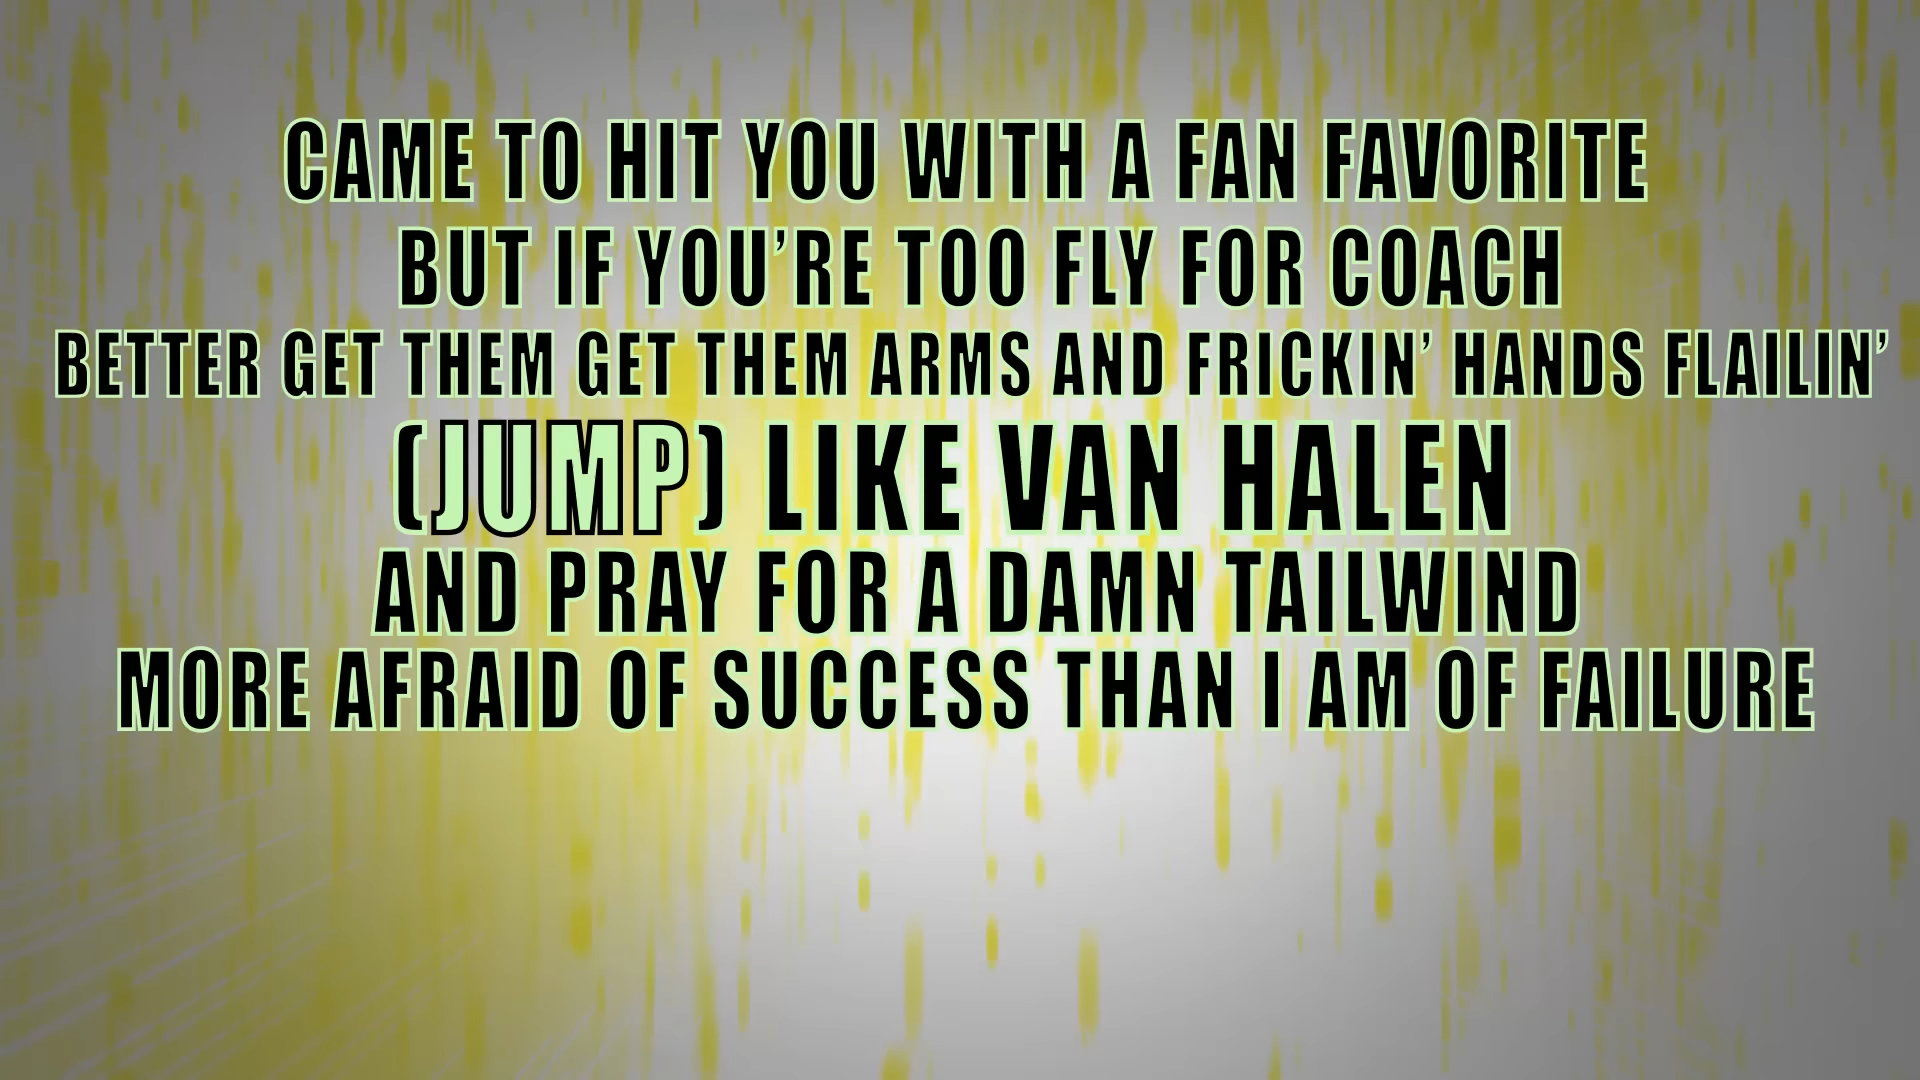 CAME TO HIT YOU WITH A FAN FAVORITE
BUT IF YOU’RE TOO FLY FOR COACH
BETTER GET THEM GET THEM ARMS AND FRICKIN’ HANDS FLAILIN’
(JUMP) LIKE VAN HALEN
AND PRAY FOR A DAMN TAILWIND
MORE AFRAID OF SUCCESS THAN I AM OF FAILURE